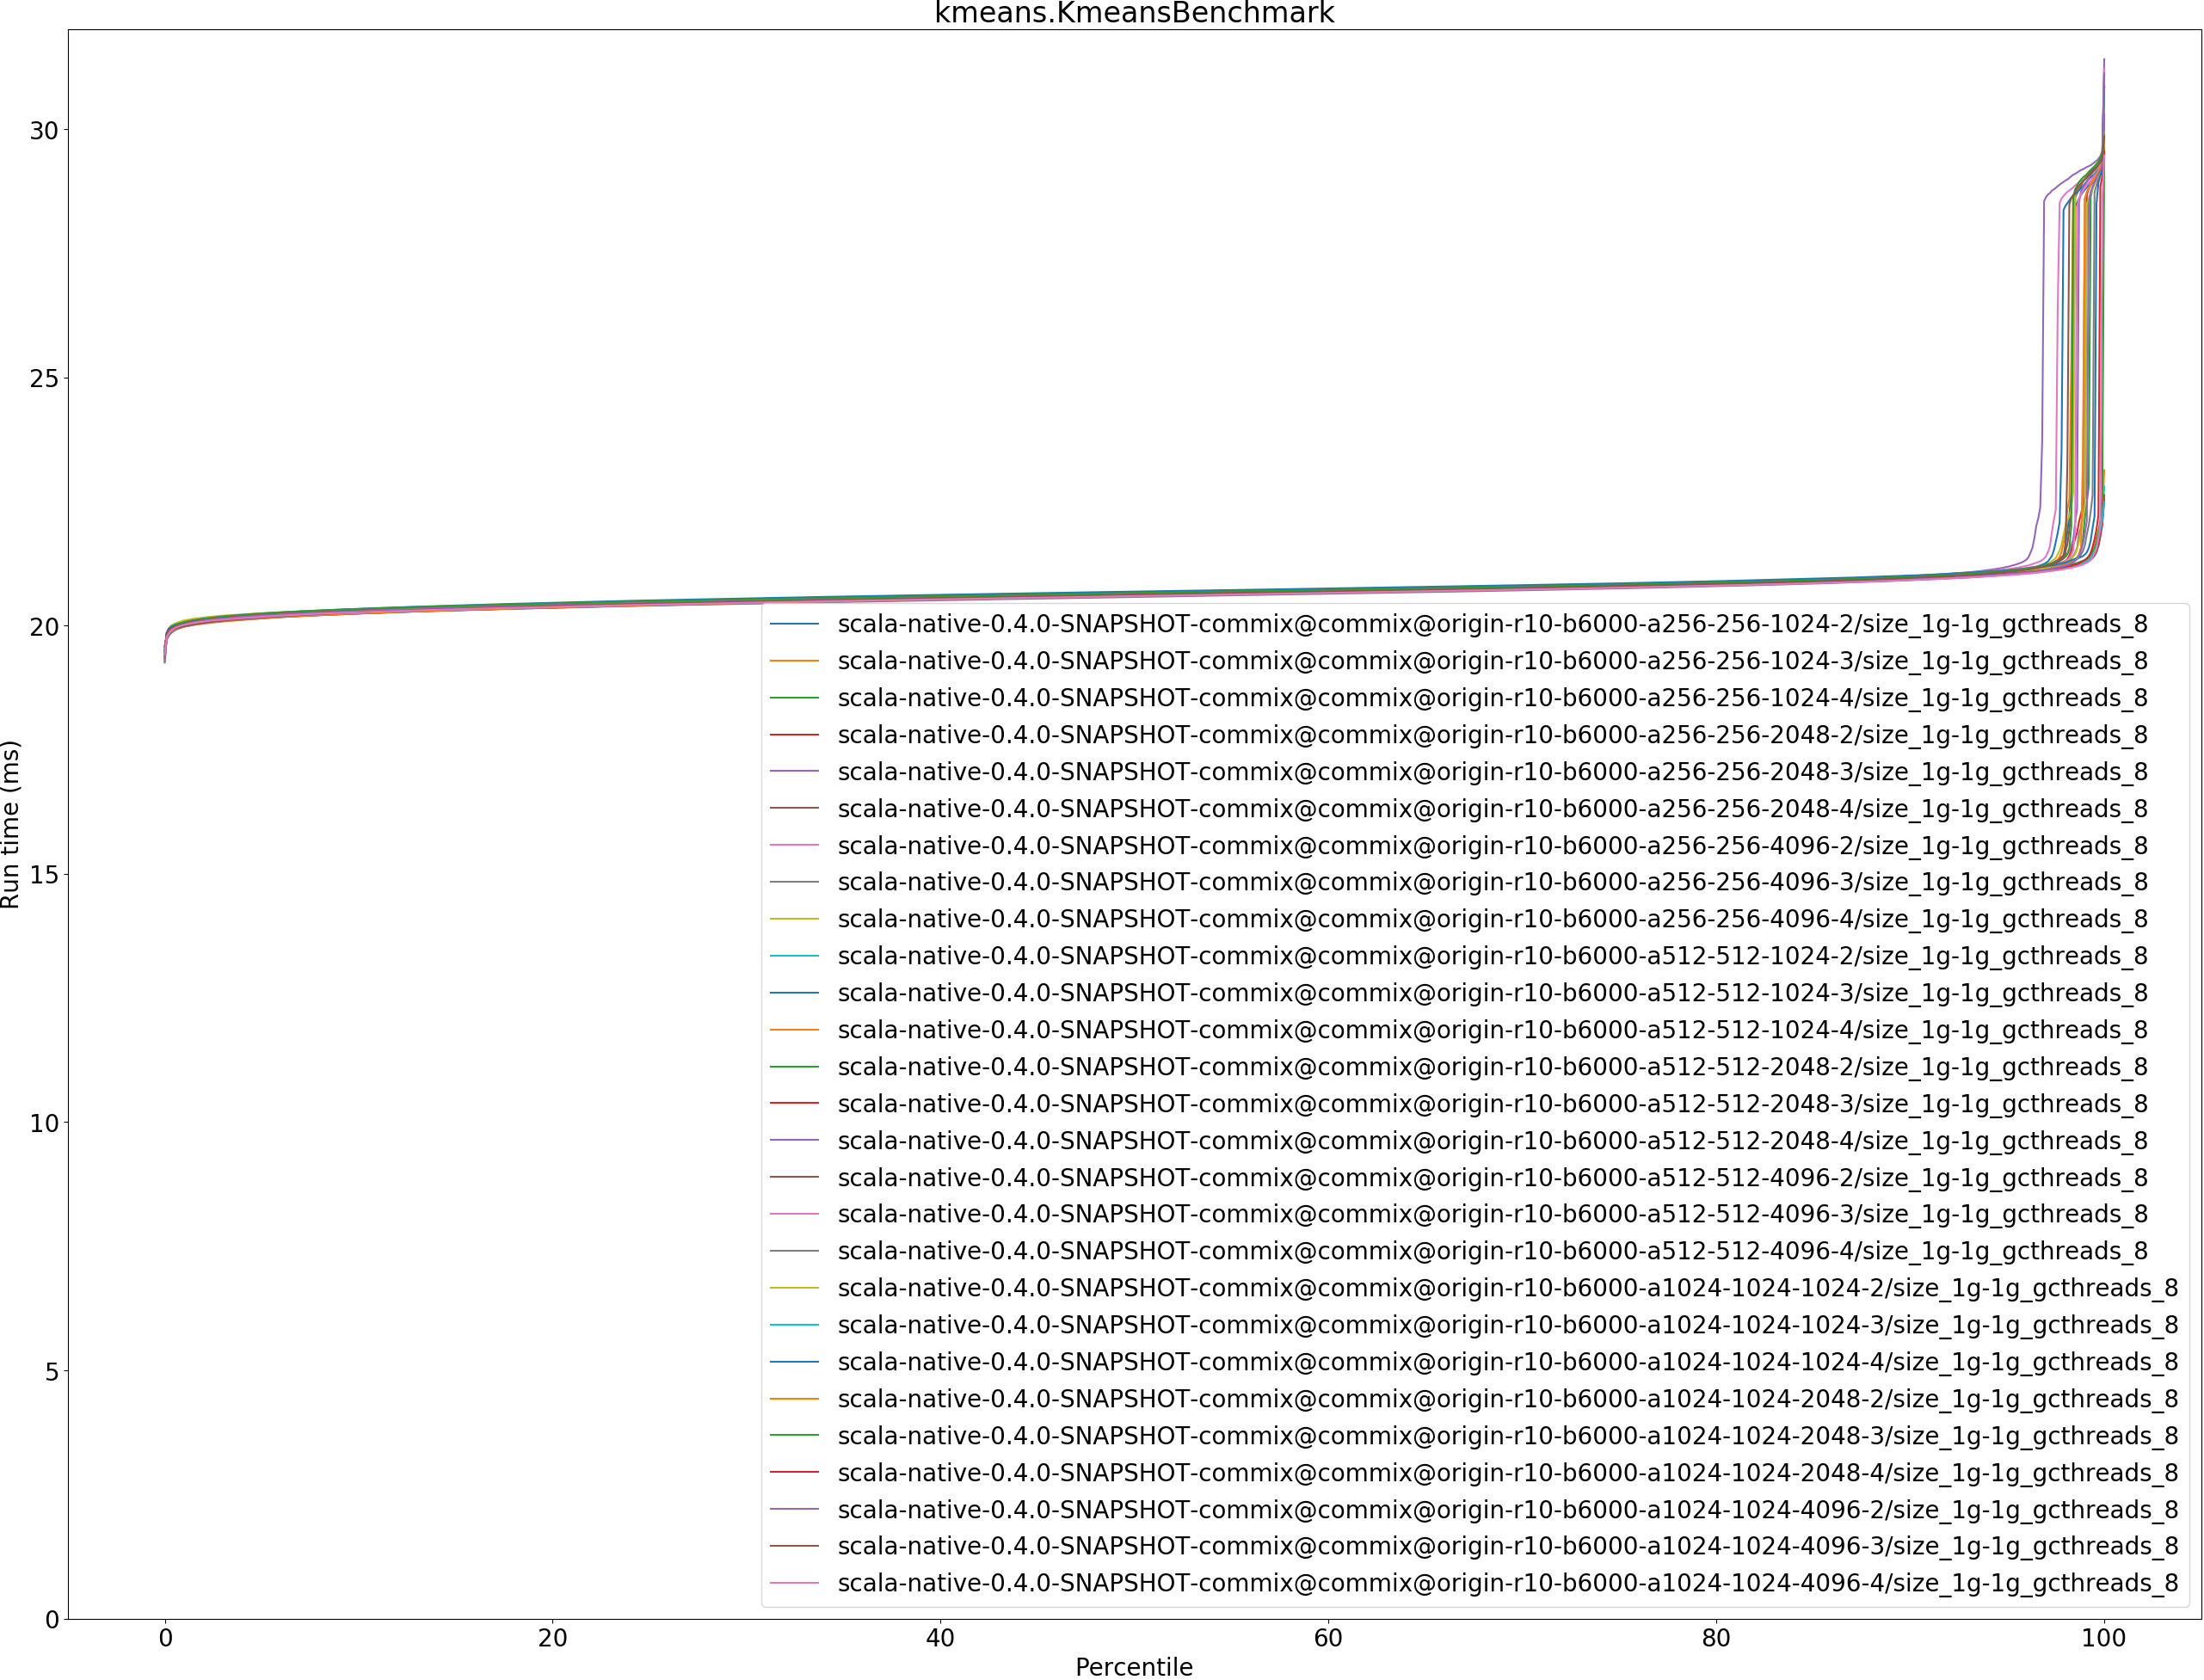 kmeans.KmeansBenchmark
30
25
20
15
10
5
0
Run time (ms)
scala-native-0.4.0-SNAPSHOT-commix@commix@origin-r10-b6000-a256-256-1024-2/size_1g-1g_gcthreads_8
scala-native-0.4.0-SNAPSHOT-commix@commix@origin-r10-b6000-a256-256-1024-3/size_1g-1g_gcthreads_8
scala-native-0.4.0-SNAPSHOT-commix@commix@origin-r10-b6000-a256-256-1024-4/size_1g-1g_gcthreads_8
scala-native-0.4.0-SNAPSHOT-commix@commix@origin-r10-b6000-a256-256-2048-2/size_1g-1g_gcthreads_8
scala-native-0.4.0-SNAPSHOT-commix@commix@origin-r10-b6000-a256-256-2048-3/size_1g-1g_gcthreads_8
scala-native-0.4.0-SNAPSHOT-commix@commix@origin-r10-b6000-a256-256-2048-4/size_1g-1g_gcthreads_8
scala-native-0.4.0-SNAPSHOT-commix@commix@origin-r10-b6000-a256-256-4096-2/size_1g-1g_gcthreads_8
scala-native-0.4.0-SNAPSHOT-commix@commix@origin-r10-b6000-a256-256-4096-3/size_1g-1g_gcthreads_8
scala-native-0.4.0-SNAPSHOT-commix@commix@origin-r10-b6000-a256-256-4096-4/size_1g-1g_gcthreads_8
scala-native-0.4.0-SNAPSHOT-commix@commix@origin-r10-b6000-a512-512-1024-2/size_1g-1g_gcthreads_8
scala-native-0.4.0-SNAPSHOT-commix@commix@origin-r10-b6000-a512-512-1024-3/size_1g-1g_gcthreads_8
scala-native-0.4.0-SNAPSHOT-commix@commix@origin-r10-b6000-a512-512-1024-4/size_1g-1g_gcthreads_8
scala-native-0.4.0-SNAPSHOT-commix@commix@origin-r10-b6000-a512-512-2048-2/size_1g-1g_gcthreads_8
scala-native-0.4.0-SNAPSHOT-commix@commix@origin-r10-b6000-a512-512-2048-3/size_1g-1g_gcthreads_8
scala-native-0.4.0-SNAPSHOT-commix@commix@origin-r10-b6000-a512-512-2048-4/size_1g-1g_gcthreads_8
scala-native-0.4.0-SNAPSHOT-commix@commix@origin-r10-b6000-a512-512-4096-2/size_1g-1g_gcthreads_8
scala-native-0.4.0-SNAPSHOT-commix@commix@origin-r10-b6000-a512-512-4096-3/size_1g-1g_gcthreads_8
scala-native-0.4.0-SNAPSHOT-commix@commix@origin-r10-b6000-a512-512-4096-4/size_1g-1g_gcthreads_8
scala-native-0.4.0-SNAPSHOT-commix@commix@origin-r10-b6000-a1024-1024-1024-2/size_1g-1g_gcthreads_8
scala-native-0.4.0-SNAPSHOT-commix@commix@origin-r10-b6000-a1024-1024-1024-3/size_1g-1g_gcthreads_8
scala-native-0.4.0-SNAPSHOT-commix@commix@origin-r10-b6000-a1024-1024-1024-4/size_1g-1g_gcthreads_8
scala-native-0.4.0-SNAPSHOT-commix@commix@origin-r10-b6000-a1024-1024-2048-2/size_1g-1g_gcthreads_8
scala-native-0.4.0-SNAPSHOT-commix@commix@origin-r10-b6000-a1024-1024-2048-3/size_1g-1g_gcthreads_8
scala-native-0.4.0-SNAPSHOT-commix@commix@origin-r10-b6000-a1024-1024-2048-4/size_1g-1g_gcthreads_8
scala-native-0.4.0-SNAPSHOT-commix@commix@origin-r10-b6000-a1024-1024-4096-2/size_1g-1g_gcthreads_8
scala-native-0.4.0-SNAPSHOT-commix@commix@origin-r10-b6000-a1024-1024-4096-3/size_1g-1g_gcthreads_8
scala-native-0.4.0-SNAPSHOT-commix@commix@origin-r10-b6000-a1024-1024-4096-4/size_1g-1g_gcthreads_8
0 20 40 60 80 100
Percentile